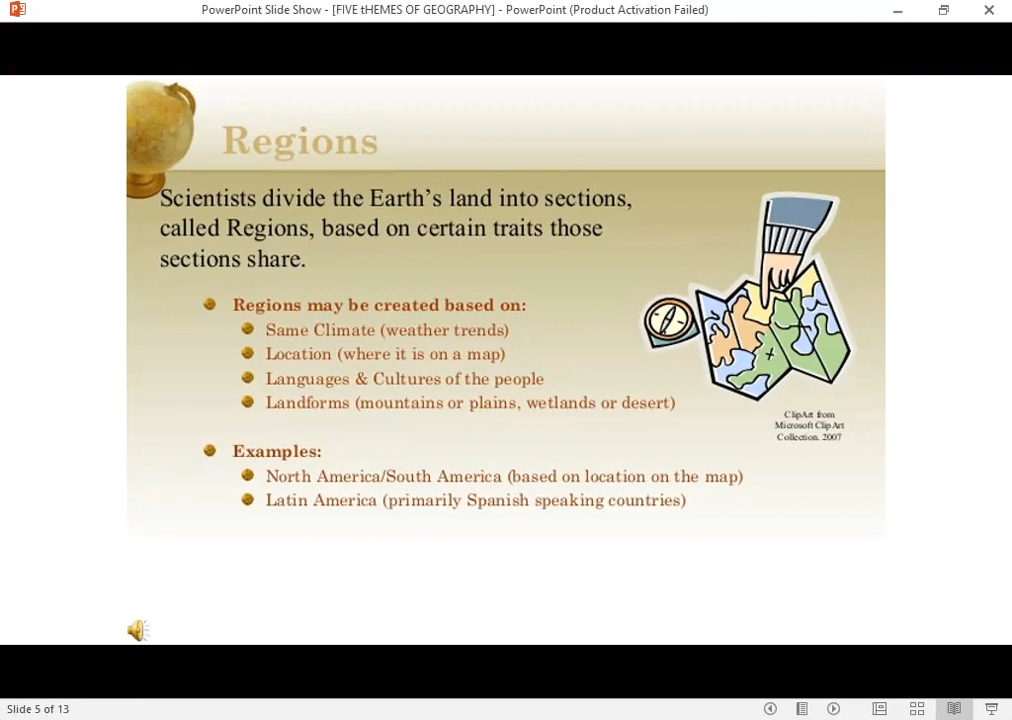 PowerPoint Slide Show - [FIVE tHEMES OF GEOGRAPHY] - PowerPoint (Product Activation Failed)
Regions
Scientists divide the Earth's land into sections,
called Regions, based on certain traits those
sections share.
Regions may be created based on:
Same Climate (weather trends)
Location (where it is on a map)
Languages & Cultures of the people
Landforms (mountains or plains, wetlands or desert)
ClipArt from
Microsoft Clip Art
Collection. 2007
Examples:
North America/South America (based on location on the map)
Latin America (primarily Spanish speaking countries)
Slide 5 of 13